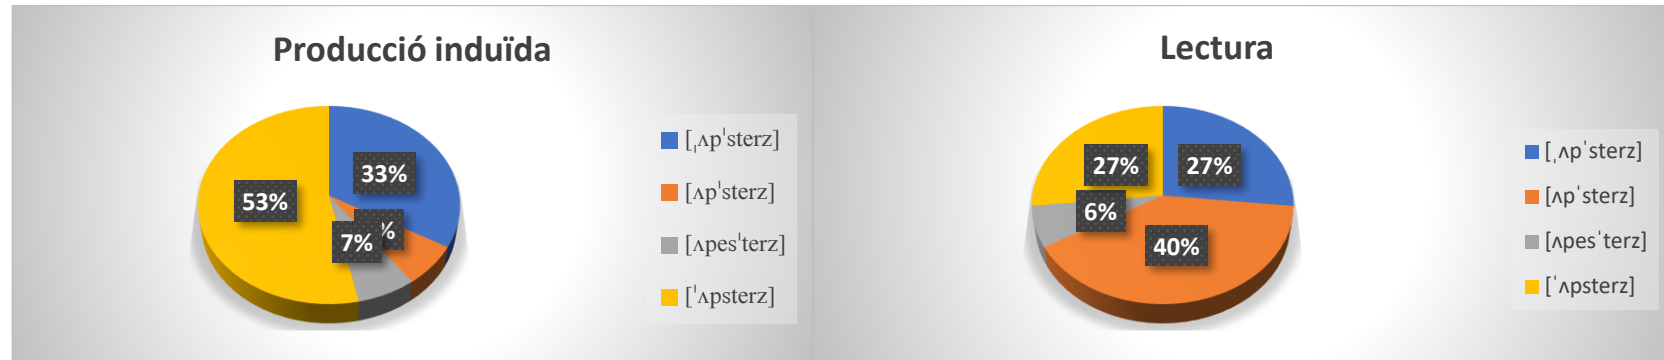 Producció induïda
33%
%
7%
53%
[ˌʌpˈsterz]
[ʌpˈsterz]
[ʌpesˈterz]
[ˈʌpsterz]
Lectura
27%
27%
6%
40%
[ˌʌpˈsterz]
[ʌpˈsterz]
[ʌpesˈterz]
[ˈʌpsterz]